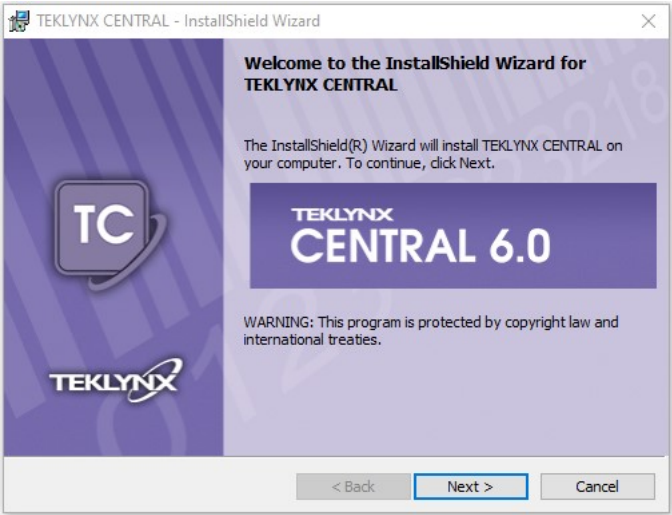 TEKLYNX CENTRAL - InstallShield Wizard
Welcome to the InstallShield Wizard for
TEKLYNX CENTRAL
The InstallShield(R) Wizard will install TEKLYNX CENTRAL on
your computer. To continue, click Next.
TC
TEKLYNX
CENTRAL 6.0
WARNING: This program is protected by copyright law and
international treaties.
TEKLYNX
< Back
Next >
Cancel